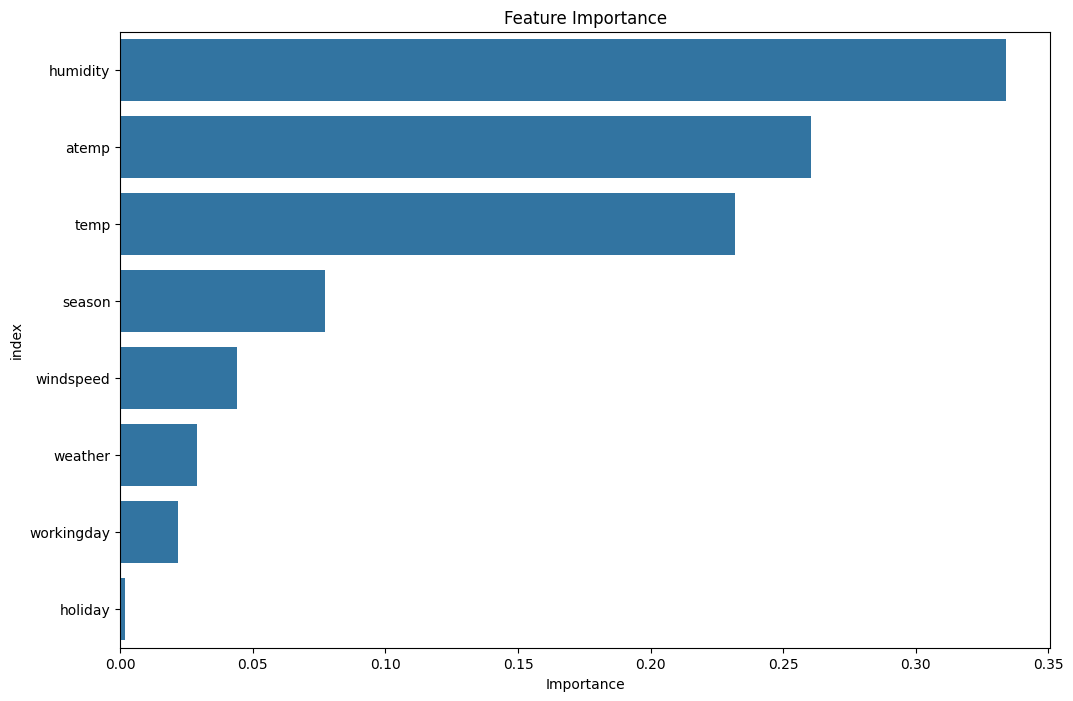 Feature Importance
humidity
atemp
temp
season
windspeed
weather
workingday
holiday
index
0.00 0.05 0.10 0.15 0.20 0.25 0.30 0.35
Importance